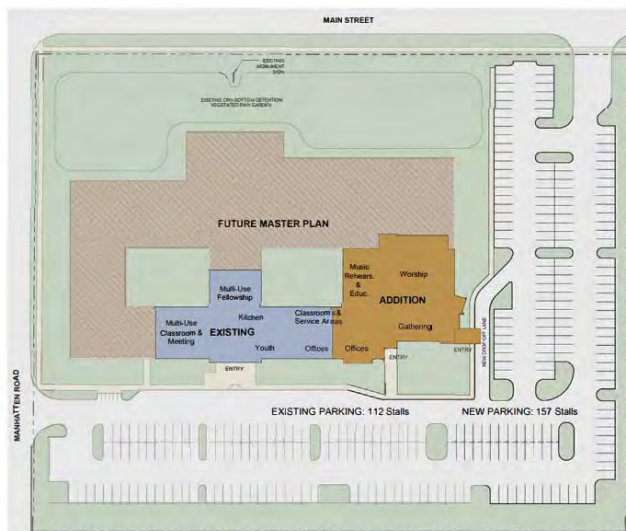 MAIN STREET
EXISTING
MONUMENT
SIGN
EXISTING DRY-BOTTOM DETENTION/
VEGETATED RAIN GARDEN
FUTURE MASTER PLAN
Music
Rehears.
&
Educ.
Worship
Multi-Use
Fellowship
ADDITION
Kitchen
Classrooms &
Service Areas
Multi-Use
Classroom &
Meeting
EXISTING
Gathering
Youth
Offices
Offices
ENTRY
ENTRY
ENTRY
NEW DROP-OFF LANE
MANHATTEN ROAD
EXISTING PARKING: 112 Stalls
NEW PARKING: 157 Stalls